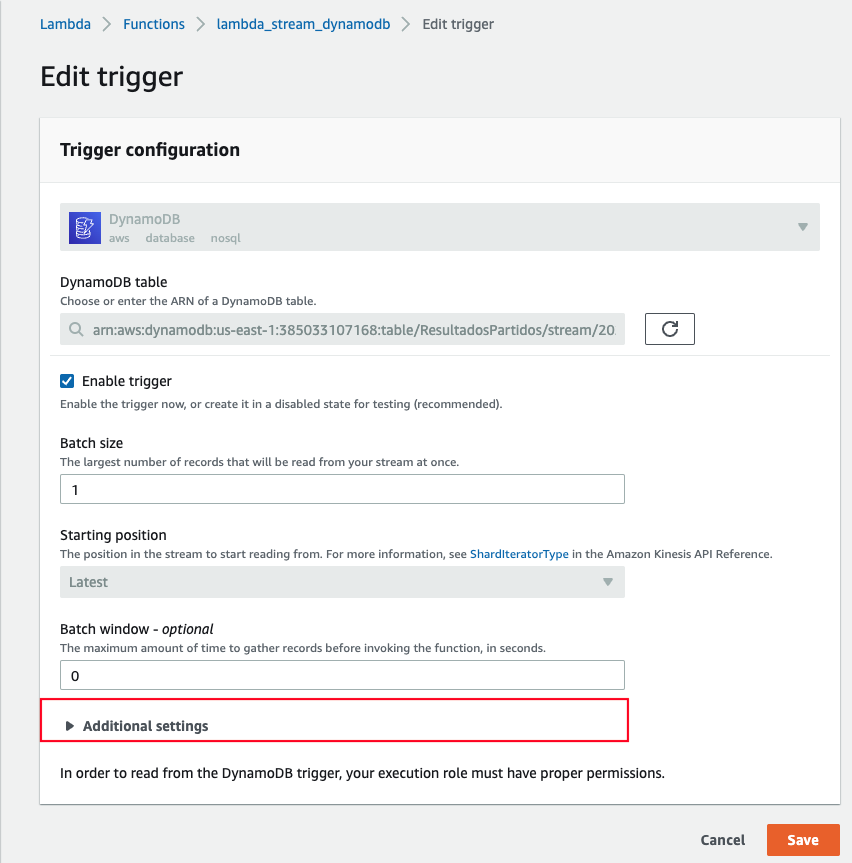 Lambda > Functions > lambda_stream_dynamodb > Edit trigger
Edit trigger
Trigger configuration
DynamoDB
aws database nosql
DynamoDB table
Choose or enter the ARN of a DynamoDB table.
arn:aws:dynamodb:us-east-1:385033107168:table/ResultadosPartidos/stream/20
Enable trigger
Enable the trigger now, or create it in a disabled state for testing (recommended).
Batch size
The largest number of records that will be read from your stream at once.
1
Starting position
The position in the stream to start reading from. For more information, see ShardIteratorType in the Amazon Kinesis API Reference.
Latest
Batch window - optional
The maximum amount of time to gather records before invoking the function, in seconds.
0
Additional settings
In order to read from the DynamoDB trigger, your execution role must have proper permissions.
Cancel Save